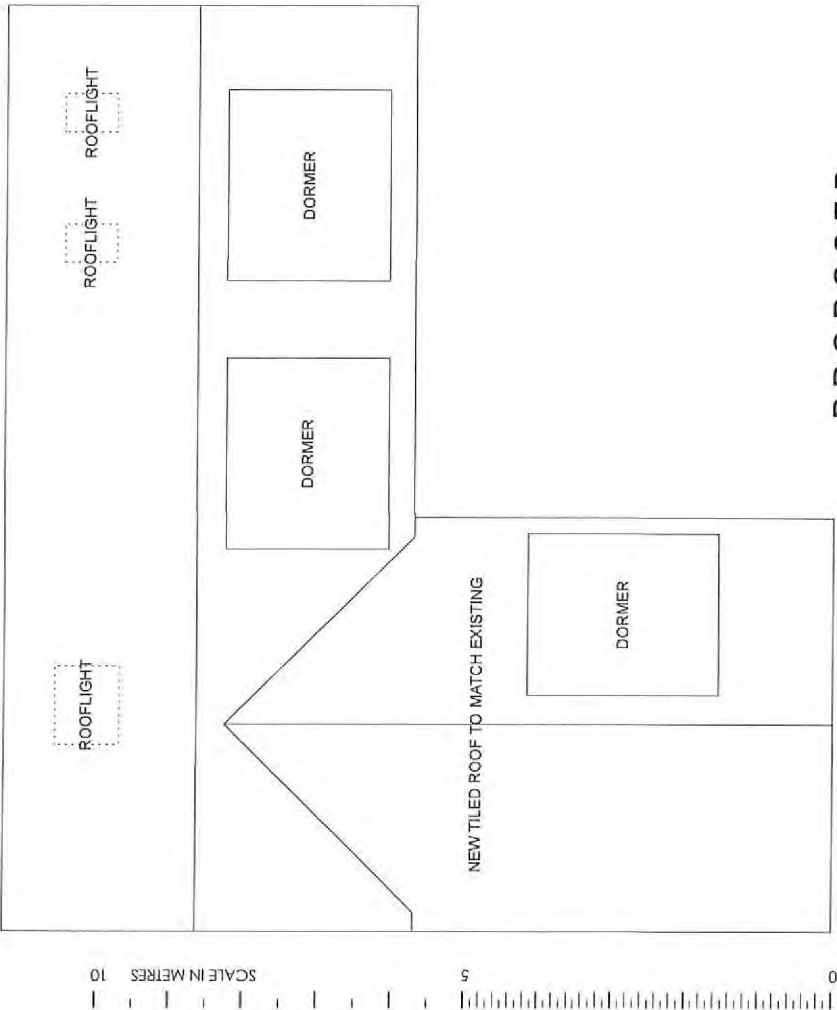 ROOFLIGHT
ROOFLIGHT
ROOFLIGHT
DORMER
DORMER
NEW TILED ROOF TO MATCH EXISTING
DORMER
10 SCALE IN METRES 5 0